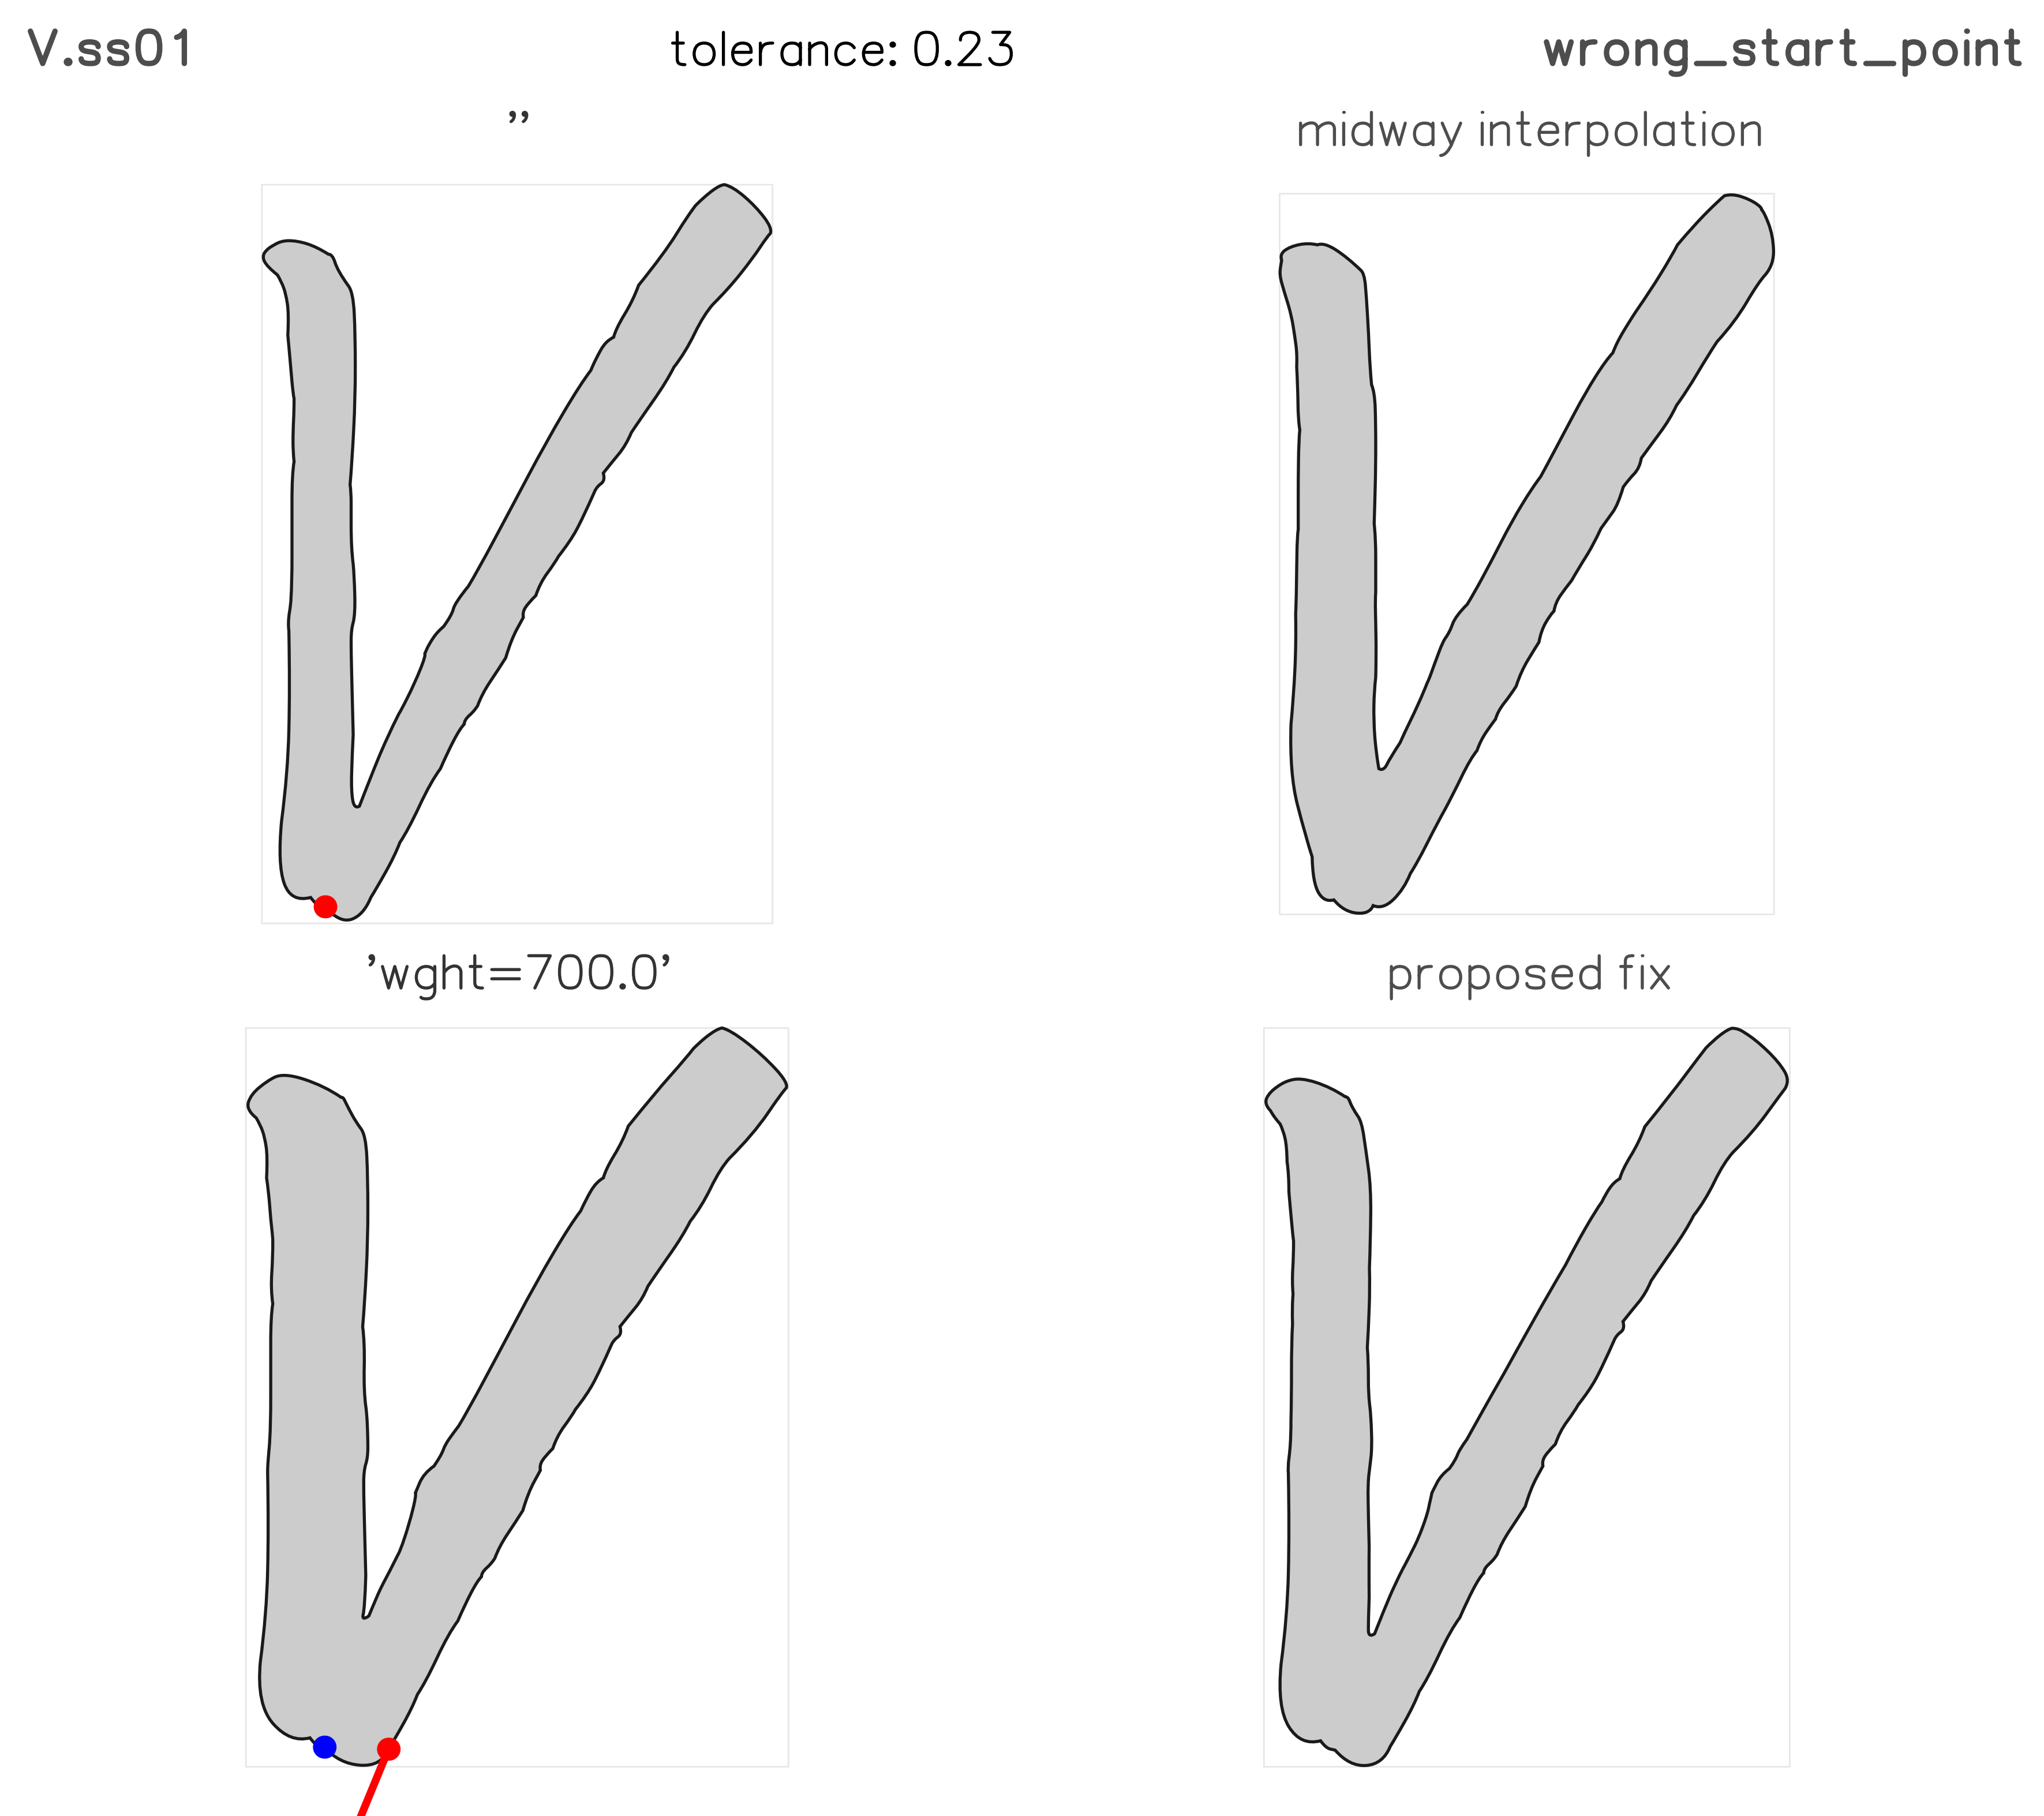 V.ss01 tolerance: 0.23 wrong_start_point
''
midway interpolation
'wght=700.0'
proposed fix